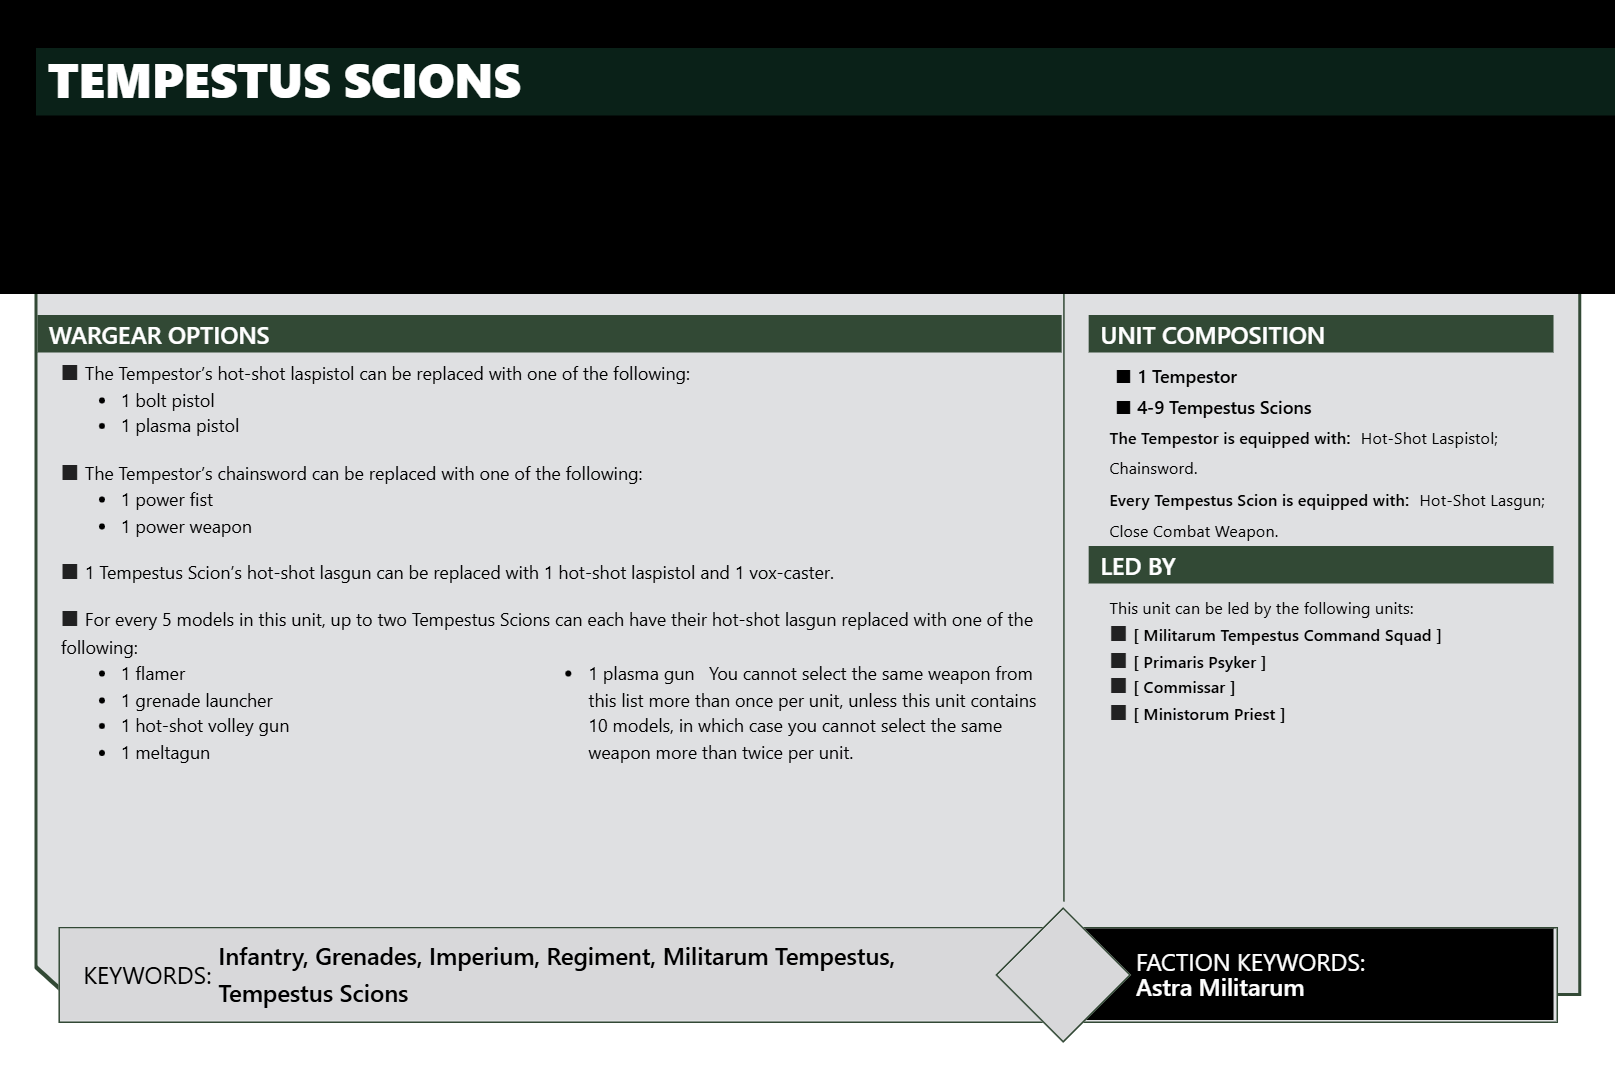 TEMPESTUS SCIONS
WARGEAR OPTIONS
■ The Tempestor’s hot-shot laspistol can be replaced with one of the following:
• 1 bolt pistol
• 1 plasma pistol
■ The Tempestor’s chainsword can be replaced with one of the following:
• 1 power fist
• 1 power weapon
■ 1 Tempestus Scion’s hot-shot lasgun can be replaced with 1 hot-shot laspistol and 1 vox-caster.
■ For every 5 models in this unit, up to two Tempestus Scions can each have their hot-shot lasgun replaced with one of the
following:
• 1 flamer
• 1 grenade launcher
• 1 hot-shot volley gun
• 1 meltagun
• 1 plasma gun You cannot select the same weapon from
this list more than once per unit, unless this unit contains
10 models, in which case you cannot select the same
weapon more than twice per unit.
UNIT COMPOSITION
■ 1 Tempestor
■ 4-9 Tempestus Scions
The Tempestor is equipped with: Hot-Shot Laspistol;
Chainsword.
Every Tempestus Scion is equipped with: Hot-Shot Lasgun;
Close Combat Weapon.
LED BY
This unit can be led by the following units:
■ [ Militarum Tempestus Command Squad ]
■ [ Primaris Psyker ]
■ [ Commissar ]
■ [ Ministorum Priest ]
KEYWORDS: Infantry, Grenades, Imperium, Regiment, Militarum Tempestus,
Tempestus Scions
FACTION KEYWORDS:
Astra Militarum